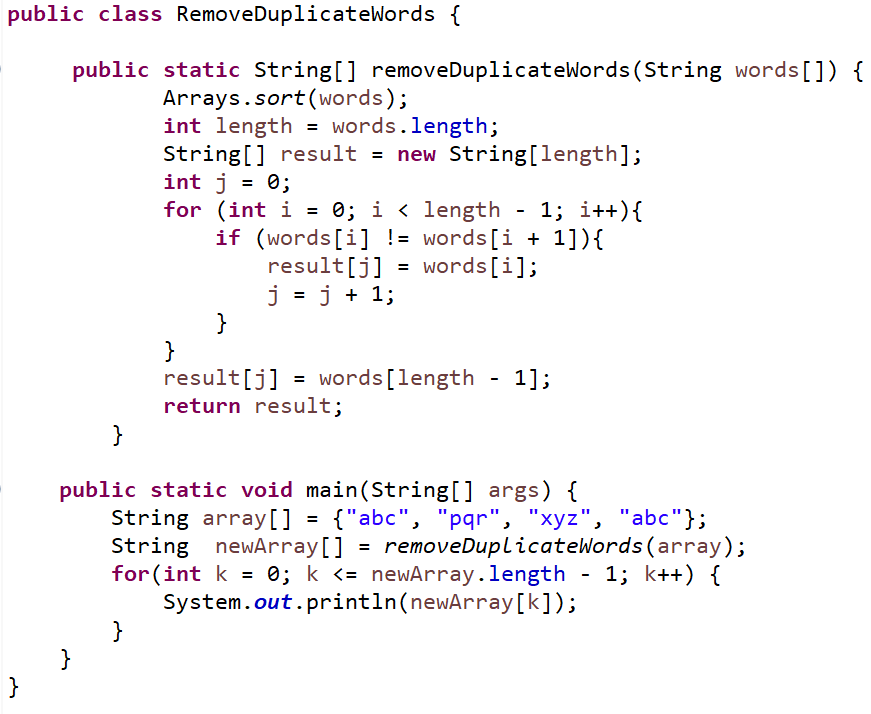 public class RemoveDuplicateWords {
public static String[] removeDuplicateWords(String words[]) {
Arrays.sort(words);
int length = words.length;
String[] result = new String[length];
int j = 0;
for (int i = 0; i < length - 1; i++){
if (words[i] != words[i + 1]){
result[j] = words[i];
j = j + 1;
}
}
result[j] = words[length - 1];
return result;
}
public static void main(String[] args) {
String array[] = {"abc", "pqr", "xyz", "abc"};
String  newArray[] = removeDuplicateWords(array);
for(int k = 0; k <= newArray.length - 1; k++) {
System.out.println(newArray[k]);
}
}
}